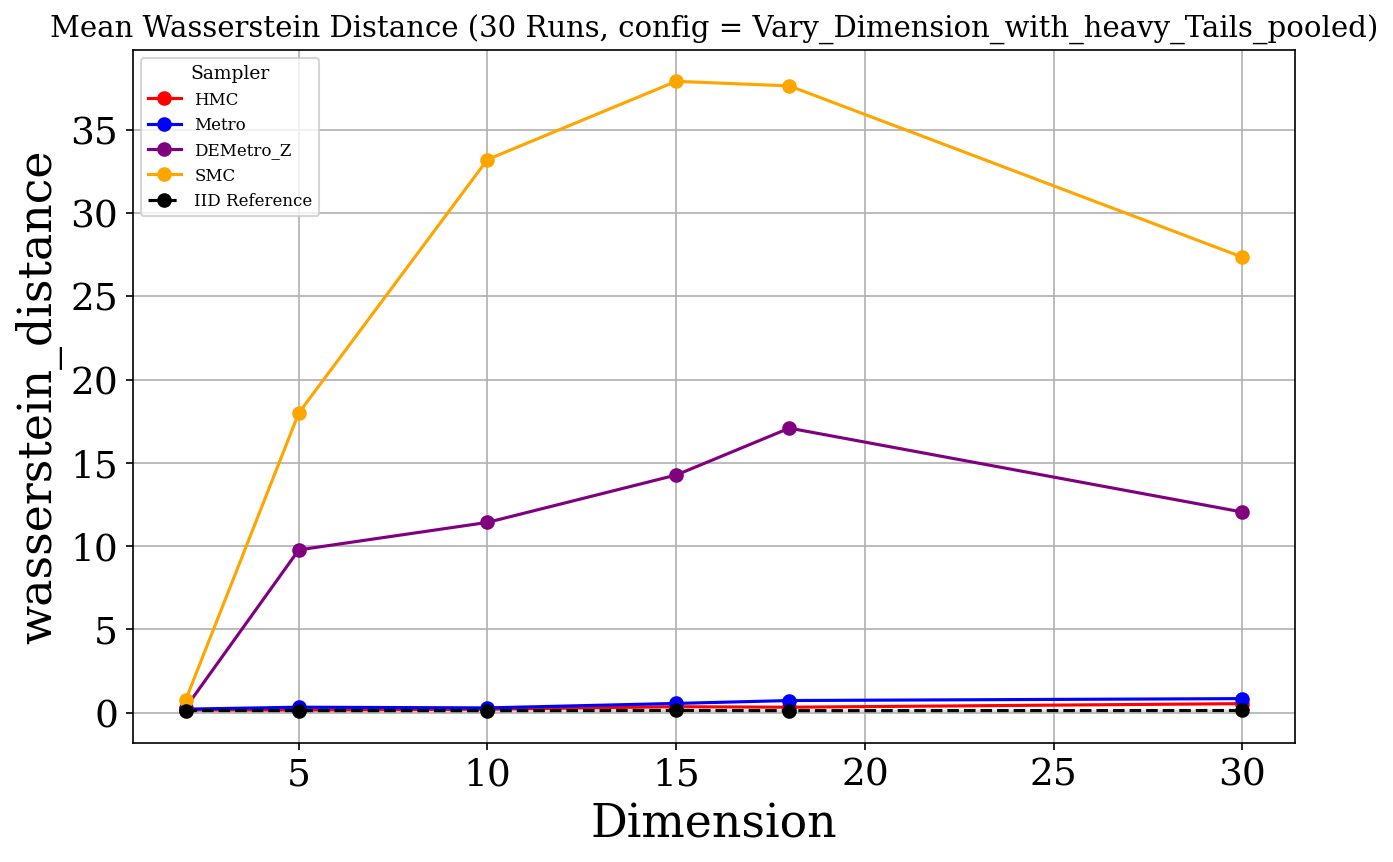 Mean Wasserstein Distance (30 Runs, config = Vary_Dimension_with_heavy_Tails_pooled)
Sampler
HMC
Metro
DEMetro_Z
SMC
IID Reference
wasserstein_distance
35
30
25
20
15
10
5
0
5 10 15 20 25 30
Dimension